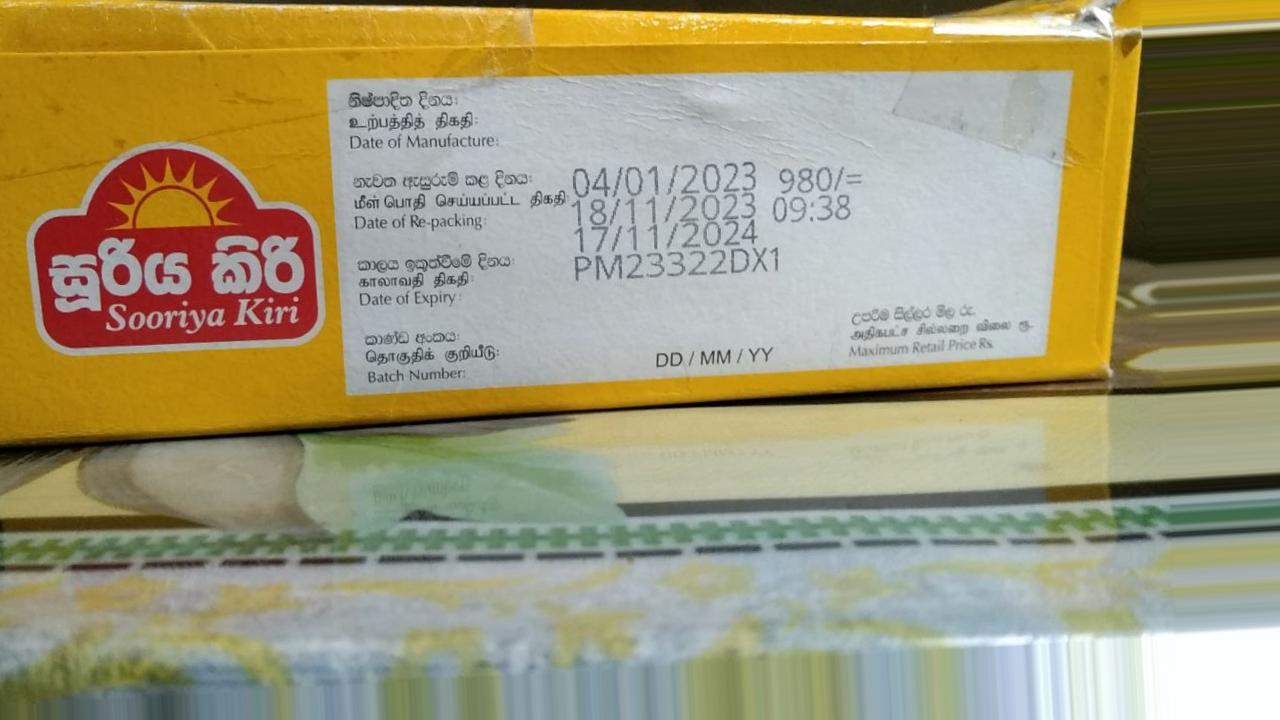 සූරිය කිරි
Sooriya Kiri
නිෂ්පාදිත දිනය:
உற்பத்தித் திகதி:
Date of Manufacture:
නැවත ඇසුරුම් කළ දිනය:
மீள் பொதி செய்யப்பட்ட திகதி:
Date of Re-packing:
කාලය ඉකුත්වීමේ දිනය:
காலாவதி திகதி:
Date of Expiry:
කාණ්ඩ අංකය:
தொகுதிக் குறியீடு:
Batch Number:
04/01/2023 980/=
18/11/2023 09:38
17/11/2024
PM23322DX1
DD / MM / YY
උපරිම සිල්ලර මිල රු.
அதிகபட்ச சில்லறை விலை ரூ.
Maximum Retail Price Rs.